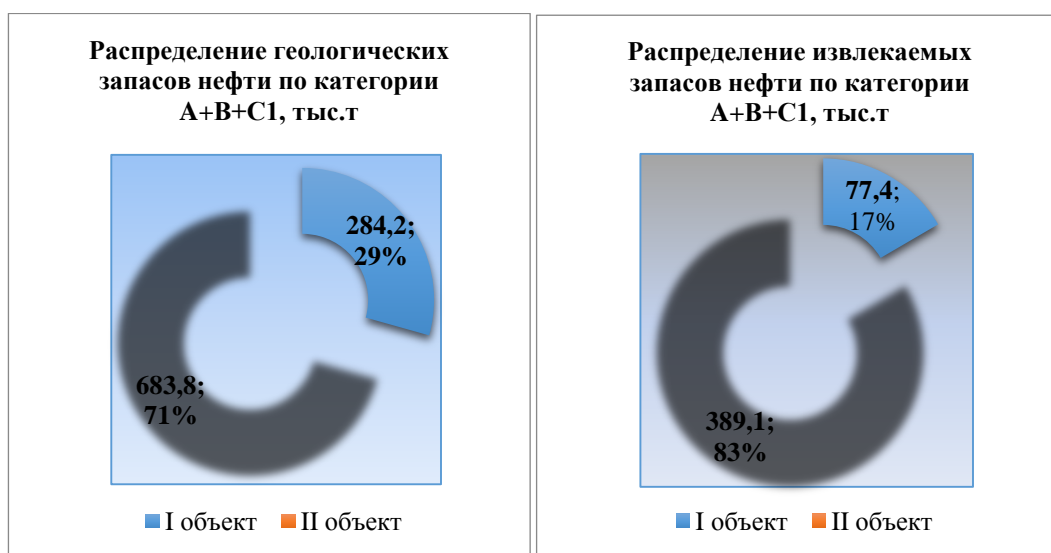 Распределение геологических
запасов нефти по категории
А+В+С1, тыс.т
284,2;
29%
683,8;
71%
I объект II объект
Распределение извлекаемых
запасов нефти по категории
А+В+С1, тыс.т
77,4;
17%
389,1;
83%
I объект II объект